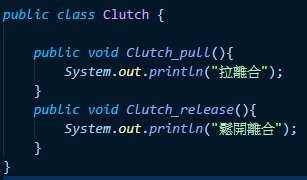 public class Clutch {
public void Clutch_pull(){
System.out.println("拉離合");
}
public void Clutch_release(){
System.out.println("鬆開離合");
}
}